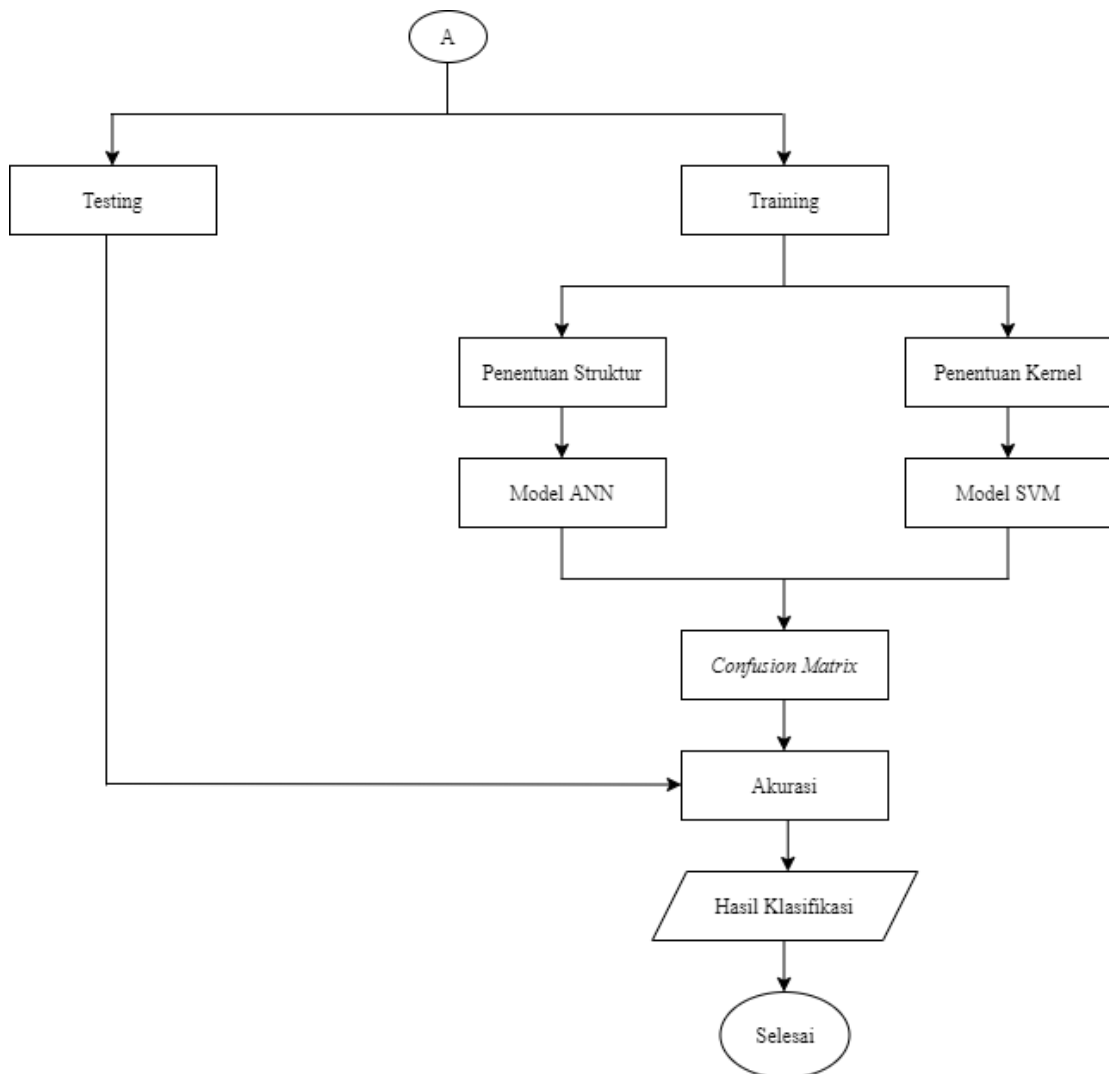 A
Testing
Training
Penentuan Struktur
Penentuan Kernel
Model ANN
Model SVM
Confusion Matrix
Akurasi
Hasil Klasifikasi
Selesai